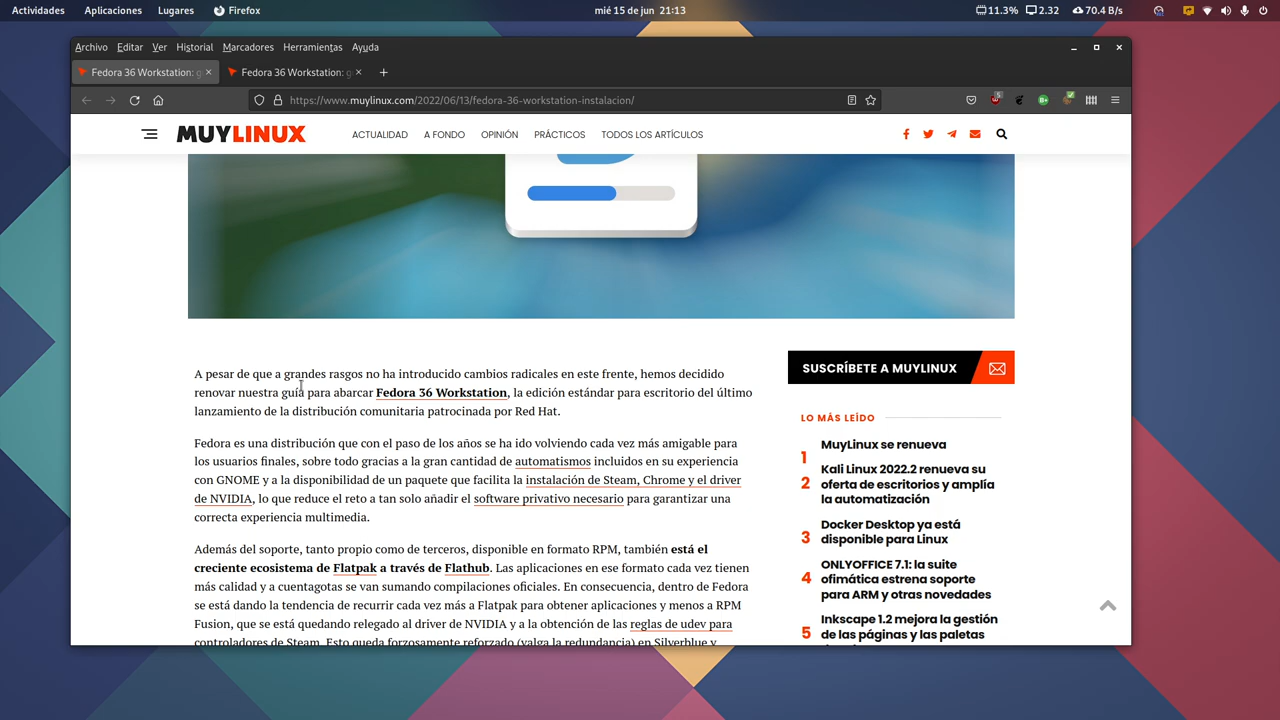 Actividades Aplicaciones Lugares Firefox mié 15 de jun 21:13 11.3% 2.32 70.4 B/s
Archivo Editar Ver Historial Marcadores Herramientas Ayuda
Fedora 36 Workstation: Fedora 36 Workstation:
https://www.muylinux.com/2022/06/13/fedora-36-workstation-instalacion/
MUYLINUX ACTUALIDAD A FONDO OPINIÓN PRÁCTICOS TODOS LOS ARTÍCULOS
A pesar de que a grandes rasgos no ha introducido cambios radicales en este frente, hemos decidido
renovar nuestra guía para abarcar Fedora 36 Workstation, la edición estándar para escritorio del último
lanzamiento de la distribución comunitaria patrocinada por Red Hat.
Fedora es una distribución que con el paso de los años se ha ido volviendo cada vez más amigable para
los usuarios finales, sobre todo gracias a la gran cantidad de automatismos incluidos en su experiencia
con GNOME y a la disponibilidad de un paquete que facilita la instalación de Steam, Chrome y el driver
de NVIDIA, lo que reduce el reto a tan solo añadir el software privativo necesario para garantizar una
correcta experiencia multimedia.
Además del soporte, tanto propio como de terceros, disponible en formato RPM, también está el
creciente ecosistema de Flatpak a través de Flathub. Las aplicaciones en ese formato cada vez tienen
más calidad y a cuentagotas se van sumando compilaciones oficiales. En consecuencia, dentro de Fedora
se está dando la tendencia de recurrir cada vez más a Flatpak para obtener aplicaciones y menos a RPM
Fusion, que se está quedando relegado al driver de NVIDIA y a la obtención de las reglas de udev para
controladores de Steam. Esto queda forzosamente reforzado (valga la redundancia) en Silverblue y
SUSCRÍBETE A MUYLINUX
LO MÁS LEÍDO
1 MuyLinux se renueva
2 Kali Linux 2022.2 renueva su
oferta de escritorios y amplía
la automatización
3 Docker Desktop ya está
disponible para Linux
4 ONLYOFFICE 7.1: la suite
ofimática estrena soporte
para ARM y otras novedades
5 Inkscape 1.2 mejora la gestión
de las páginas y las paletas